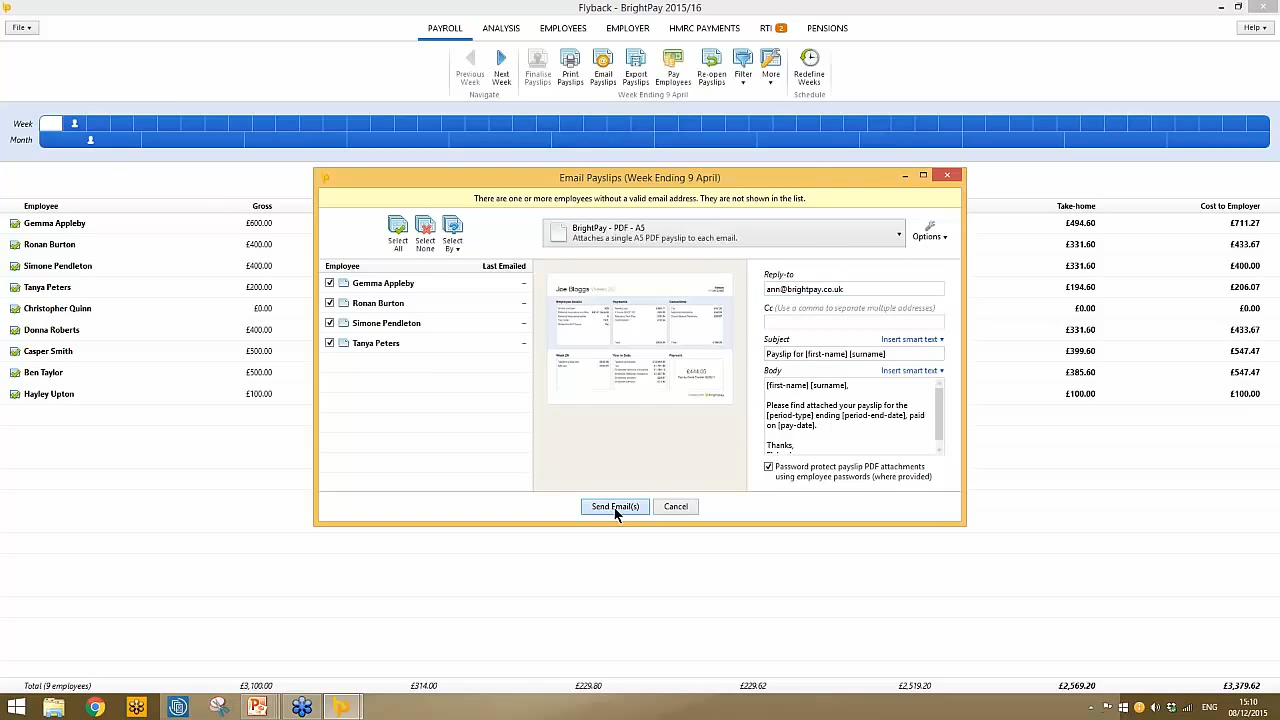 Flyback - BrightPay 2015/16
File
PAYROLL ANALYSIS EMPLOYEES EMPLOYER HMRC PAYMENTS RTI 2 PENSIONS
Help
Previous Week
Next Week
Finalise Payslips
Print Payslips
Email Payslips
Export Payslips
Pay Employees
Re-open Payslips
Filter
More
Redefine Weeks
Navigate Week Ending 9 April Schedule
Week
Month
Employee Gross Take-home Cost to Employer
Gemma Appleby £600.00 £494.60 £711.27
Ronan Burton £400.00 £331.60 £433.67
Simone Pendleton £400.00 £331.60 £400.00
Tanya Peters £200.00 £194.60 £206.07
Christopher Quinn £0.00 £0.00 £0.00
Donna Roberts £400.00 £331.60 £433.67
Casper Smith £500.00 £399.60 £547.47
Ben Taylor £500.00 £385.60 £547.47
Hayley Upton £100.00 £100.00 £100.00
Email Payslips (Week Ending 9 April)
There are one or more employees without a valid email address. They are not shown in the list.
Select All
Select None
Select By
BrightPay - PDF - A5
Attaches a single A5 PDF payslip to each email.
Options
Employee Last Emailed
Gemma Appleby –
Ronan Burton –
Simone Pendleton –
Tanya Peters –
Joe Bloggs
£444.05
Reply-to
ann@brightpay.co.uk
Cc (Use a comma to separate multiple addresses)
Subject Insert smart text
Payslip for [first-name] [surname]
Body Insert smart text
[first-name] [surname],
Please find attached your payslip for the
[period-type] ending [period-end-date], paid
on [pay-date].
Thanks,
Password protect payslip PDF attachments
using employee passwords (where provided)
Send Email(s) Cancel
Total (9 employees) £3,100.00 £314.00 £229.80 £229.62 £2,519.20 £2,569.20 £3,379.62
ENG
15:10
08/12/2015